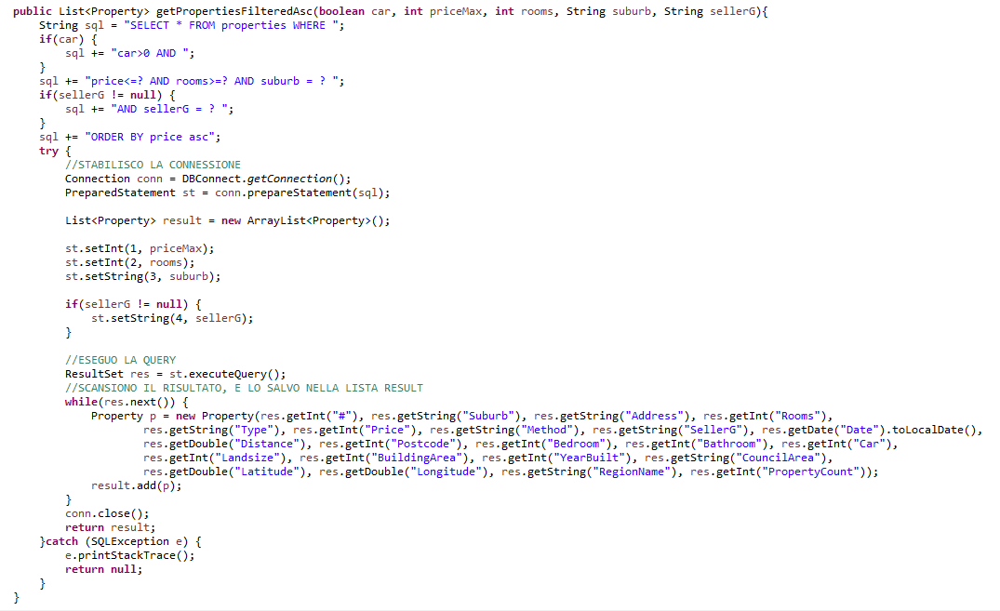 public List<Property> getPropertiesFilteredAsc(boolean car, int priceMax, int rooms, String suburb, String sellerG){
    String sql = "SELECT * FROM properties WHERE ";
    if(car) {
        sql += "car>0 AND ";
    }
    sql += "price<=? AND rooms>=? AND suburb = ? ";
    if(sellerG != null) {
        sql += "AND sellerG = ? ";
    }
    sql += "ORDER BY price asc";
    try {
        //STABILISCO LA CONNESSIONE
        Connection conn = DBConnect.getConnection();
        PreparedStatement st = conn.prepareStatement(sql);

        List<Property> result = new ArrayList<Property>();

        st.setInt(1, priceMax);
        st.setInt(2, rooms);
        st.setString(3, suburb);

        if(sellerG != null) {
            st.setString(4, sellerG);
        }

        //ESEGUO LA QUERY
        ResultSet res = st.executeQuery();
        //SCANSIONO IL RISULTATO, E LO SALVO NELLA LISTA RESULT
        while(res.next()) {
            Property p = new Property(res.getInt("#"), res.getString("Suburb"), res.getString("Address"), res.getInt("Rooms"),
                    res.getString("Type"), res.getInt("Price"), res.getString("Method"), res.getString("SellerG"), res.getDate("Date").toLocalDate(),
                    res.getDouble("Distance"), res.getInt("Postcode"), res.getInt("Bedroom"), res.getInt("Bathroom"), res.getInt("Car"),
                    res.getInt("Landsize"), res.getInt("BuildingArea"), res.getInt("YearBuilt"), res.getString("CouncilArea"),
                    res.getDouble("Latitude"), res.getDouble("Longitude"), res.getString("RegionName"), res.getInt("PropertyCount"));
            result.add(p);
        }
        conn.close();
        return result;
    }catch (SQLException e) {
        e.printStackTrace();
        return null;
    }
}